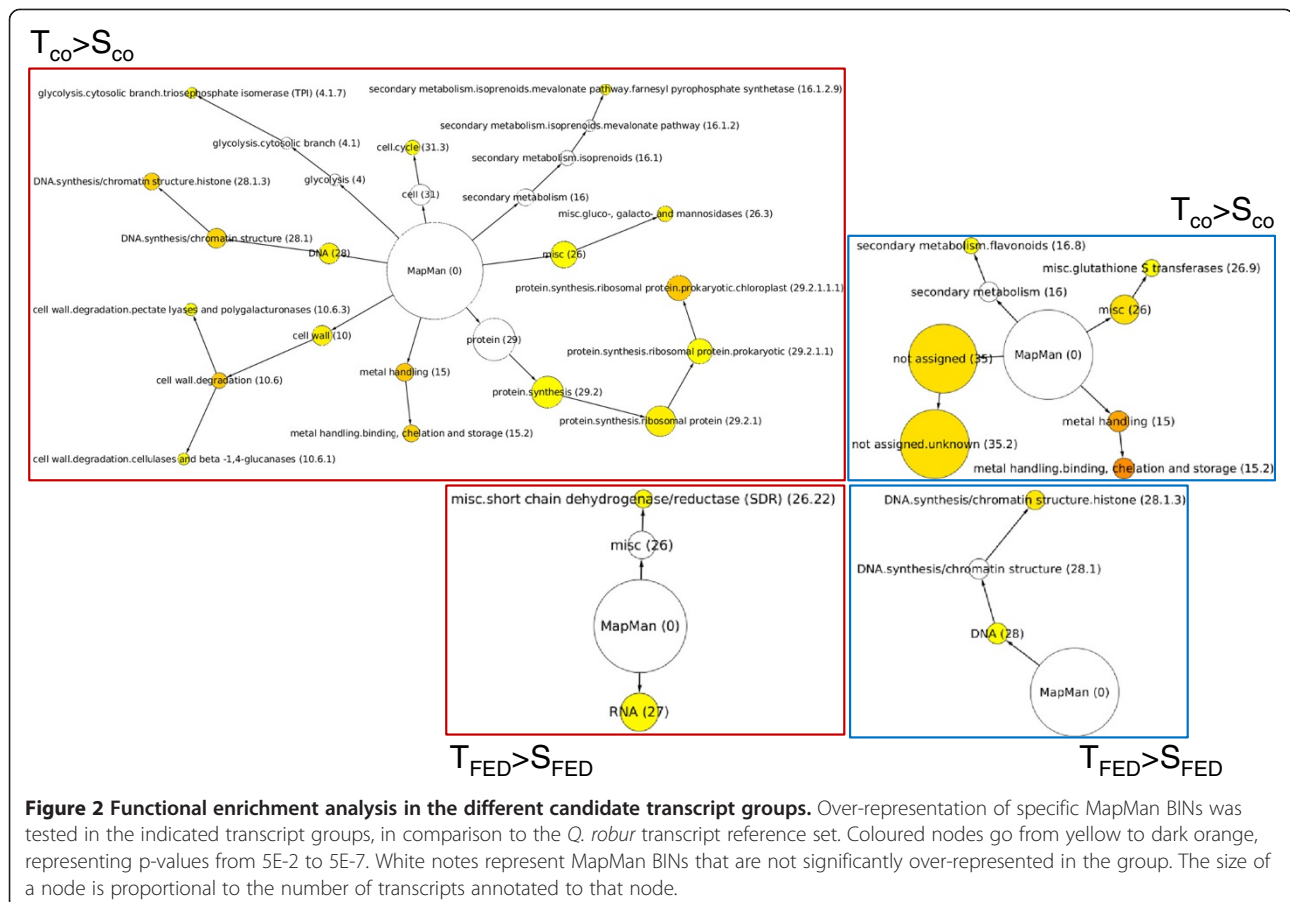 Tco>Sco
glycolysis.cytosolic branch.triosephosphate isomerase (TPI) (4.1.7)
secondary metabolism.isoprenoids.mevalonate pathway.farnesyl pyrophosphate synthetase (16.1.2.9)
secondary metabolism.isoprenoids.mevalonate pathway (16.1.2)
glycolysis.cytosolic branch (4.1)
cell.cycle (31.3)
secondary metabolism.isoprenoids (16.1)
DNA.synthesis/chromatin structure.histone (28.1.3)
glycolysis (4)
cell (31)
secondary metabolism (16)
misc.gluco-, galacto- and mannosidases (26.3)
DNA.synthesis/chromatin structure (28.1)
DNA (28)
misc (26)
MapMan (0)
protein.synthesis.ribosomal protein.prokaryotic.chloroplast (29.2.1.1.1)
cell wall.degradation.pectate lyases and polygalacturonases (10.6.3)
cell wall (10)
protein (29)
protein.synthesis.ribosomal protein.prokaryotic (29.2.1.1)
cell wall.degradation (10.6)
metal handling (15)
protein.synthesis (29.2)
protein.synthesis.ribosomal protein (29.2.1)
metal handling.binding, chelation and storage (15.2)
cell wall.degradation.cellulases and beta -1,4-glucanases (10.6.1)
Tco>Sco
secondary metabolism.flavonoids (16.8)
misc.glutathione S transferases (26.9)
secondary metabolism (16)
misc (26)
not assigned (35)
MapMan (0)
metal handling (15)
not assigned.unknown (35.2)
metal handling.binding, chelation and storage (15.2)
misc.short chain dehydrogenase/reductase (SDR) (26.22)
misc (26)
MapMan (0)
RNA (27)
TFED>SFED
DNA.synthesis/chromatin structure.histone (28.1.3)
DNA.synthesis/chromatin structure (28.1)
DNA (28)
MapMan (0)
TFED>SFED
Figure 2 Functional enrichment analysis in the different candidate transcript groups. Over-representation of specific MapMan BINs was
tested in the indicated transcript groups, in comparison to the Q. robur transcript reference set. Coloured nodes go from yellow to dark orange,
representing p-values from 5E-2 to 5E-7. White notes represent MapMan BINs that are not significantly over-represented in the group. The size of
a node is proportional to the number of transcripts annotated to that node.